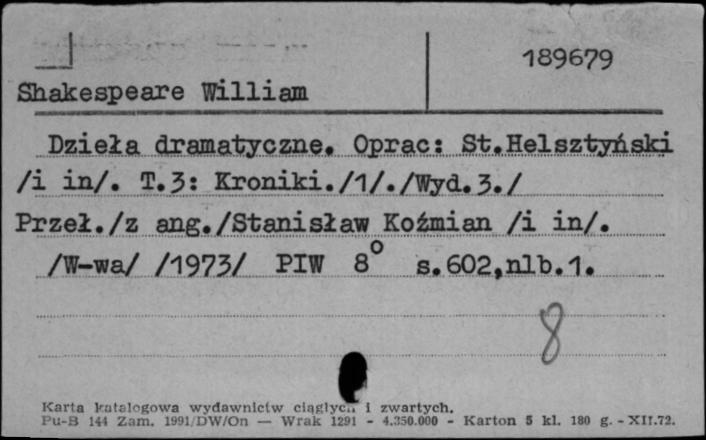 189679
Shakespeare William
Dzieła dramatyczne. Oprac: St.Helsztyński
/i in/. T.3: Kroniki./1/./Wyd.3./
Przeł./z ang./Stanisław Koźmian /i in/.
/W-wa/ /1973/ PIW 8° s.602,nlb.1.
8
Karta katalogowa wydawnictw ciągłych i zwartych.
Pu-B 144 Zam. 1991/DW/On — Wrak 1291 - 4.350.000 - Karton 5 kl. 180 g. - XII.72.